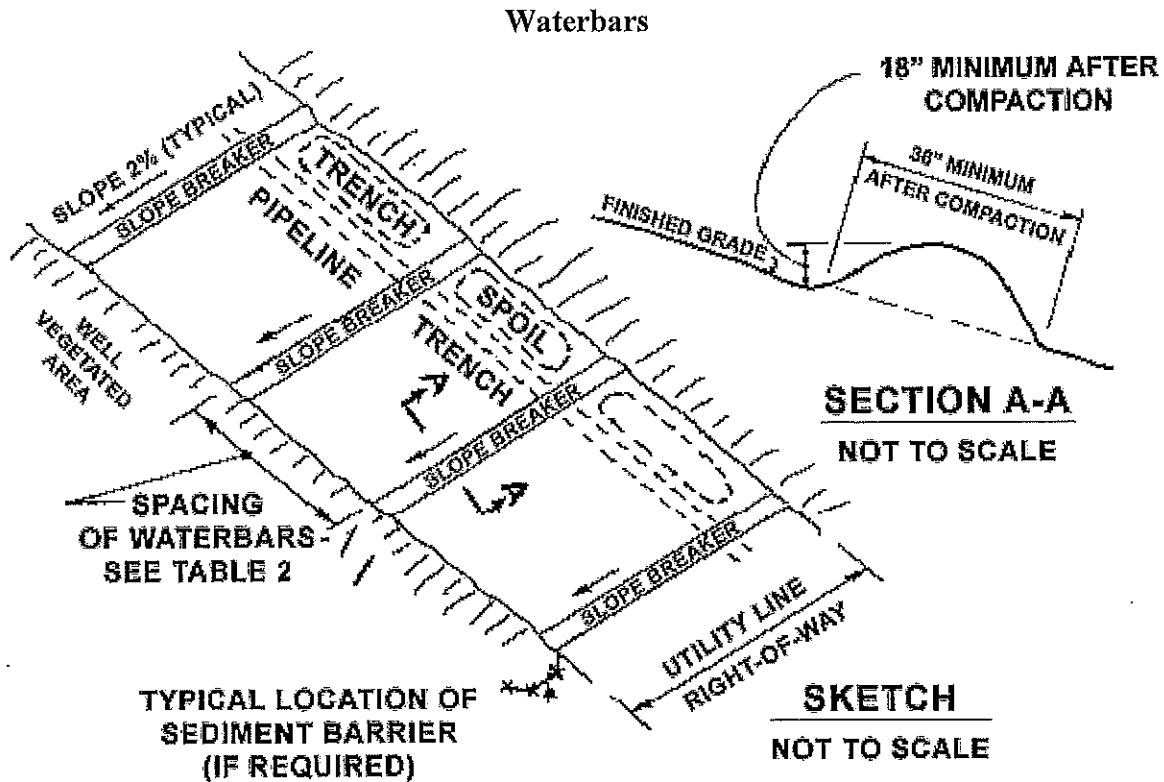 Waterbars
18" MINIMUM AFTER
COMPACTION
36" MINIMUM
AFTER COMPACTION
FINISHED GRADE
SECTION A-A
NOT TO SCALE
SLOPE 2% (TYPICAL)
SLOPE BREAKER
TRENCH
PIPELINE
SLOPE BREAKER
SPOIL
TRENCH
WELL
VEGETATED
AREA
A
SLOPE BREAKER
A
SPACING
OF WATERBARS -
SEE TABLE 2
SLOPE BREAKER
UTILITY LINE
RIGHT-OF-WAY
TYPICAL LOCATION OF
SEDIMENT BARRIER
(IF REQUIRED)
SKETCH
NOT TO SCALE